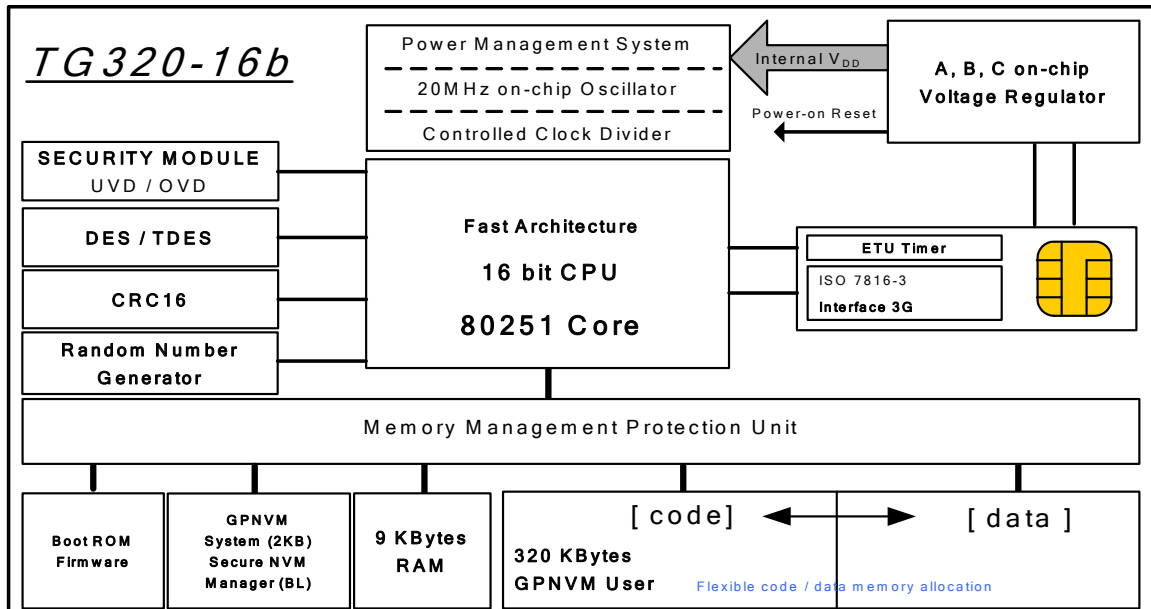 TG320-16b
Power Management System
20MHz on-chip Oscillator
Controlled Clock Divider
Internal VDD
Power-on Reset
A, B, C on-chip
Voltage Regulator
SECURITY MODULE
UVD / OVD
DES / TDES
CRC16
Random Number
Generator
Fast Architecture
16 bit CPU
80251 Core
ETU Timer
ISO 7816-3
Interface 3G
Memory Management Protection Unit
Boot ROM
Firmware
GPNVM
System (2KB)
Secure NVM
Manager (BL)
9 KBytes
RAM
[ code]
[ data ]
320 KBytes
GPNVM User
Flexible code / data memory allocation